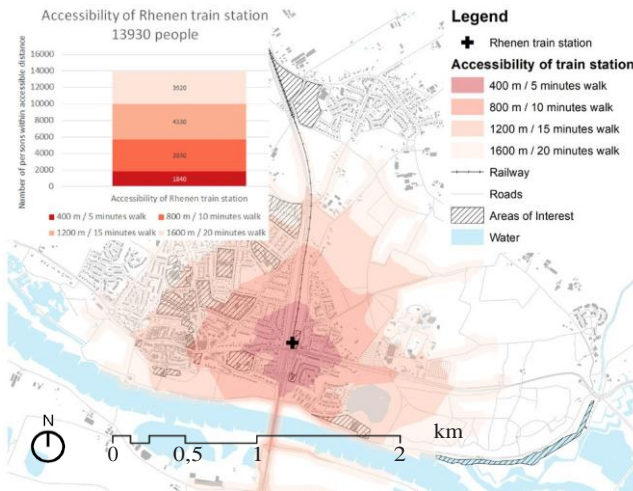 Accessibility of Rhenen train station
13930 people
Number of persons within accessible distance
16000
14000
12000
10000
8000
6000
4000
2000
0
3920
4330
3840
1840
Accessibility of Rhenen train station
400 m / 5 minutes walk
800 m / 10 minutes walk
1200 m / 15 minutes walk
1600 m / 20 minutes walk
Legend
Rhenen train station
Accessibility of train station
400 m / 5 minutes walk
800 m / 10 minutes walk
1200 m / 15 minutes walk
1600 m / 20 minutes walk
Railway
Roads
Areas of Interest
Water
N
km
0
0,5
1
2